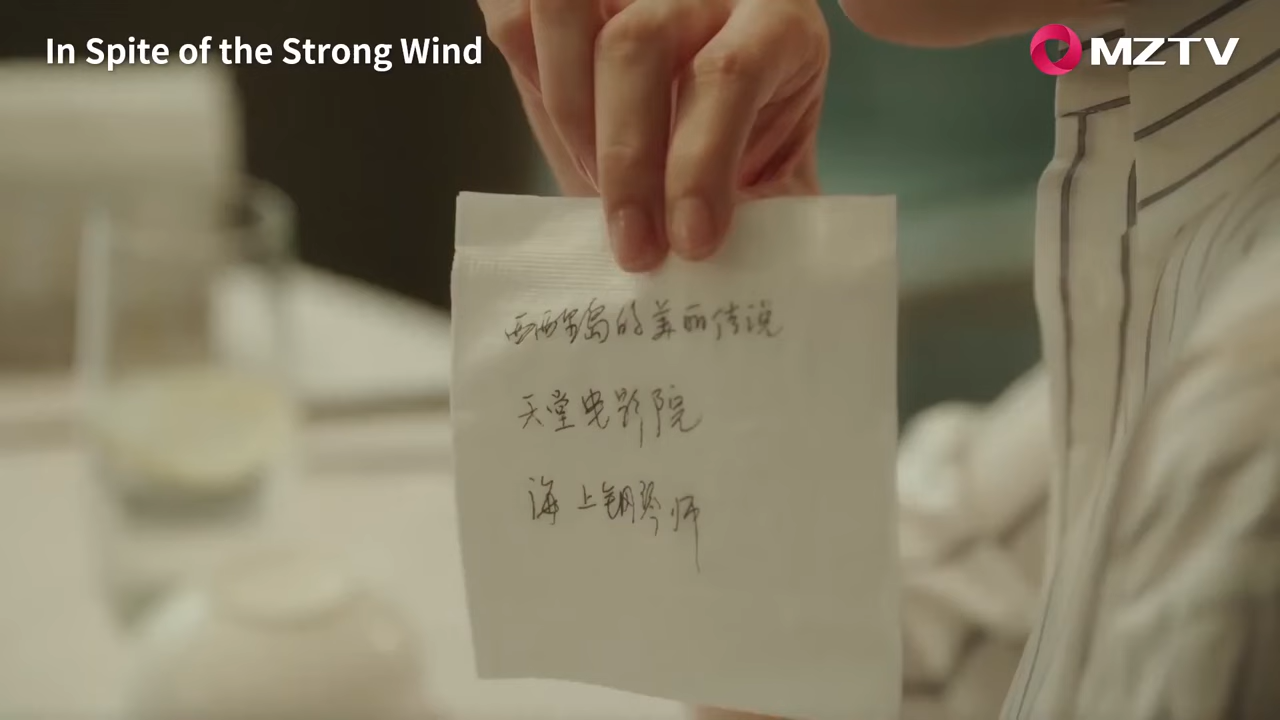 In Spite of the Strong Wind
MZTV
西西里岛的美丽传说
天堂电影院
海上钢琴师